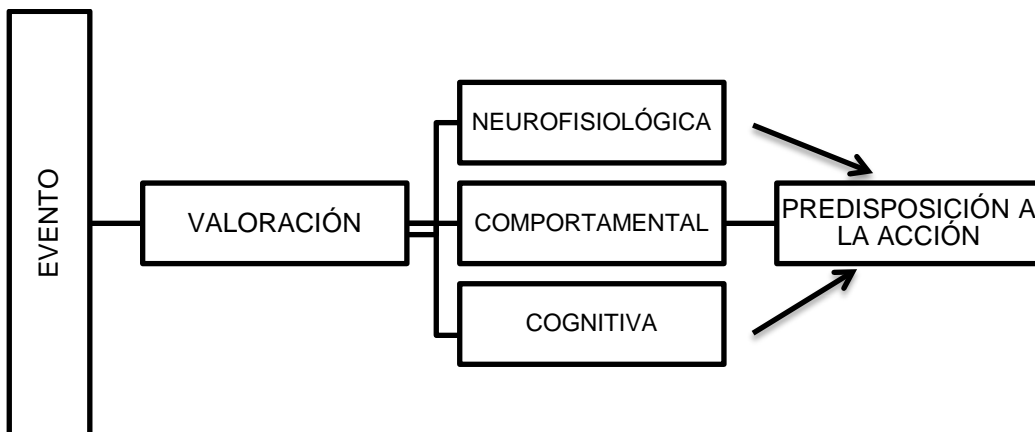 EVENTO
VALORACIÓN
NEUROFISIOLÓGICA
COMPORTAMENTAL
COGNITIVA
PREDISPOSICIÓN A
LA ACCIÓN